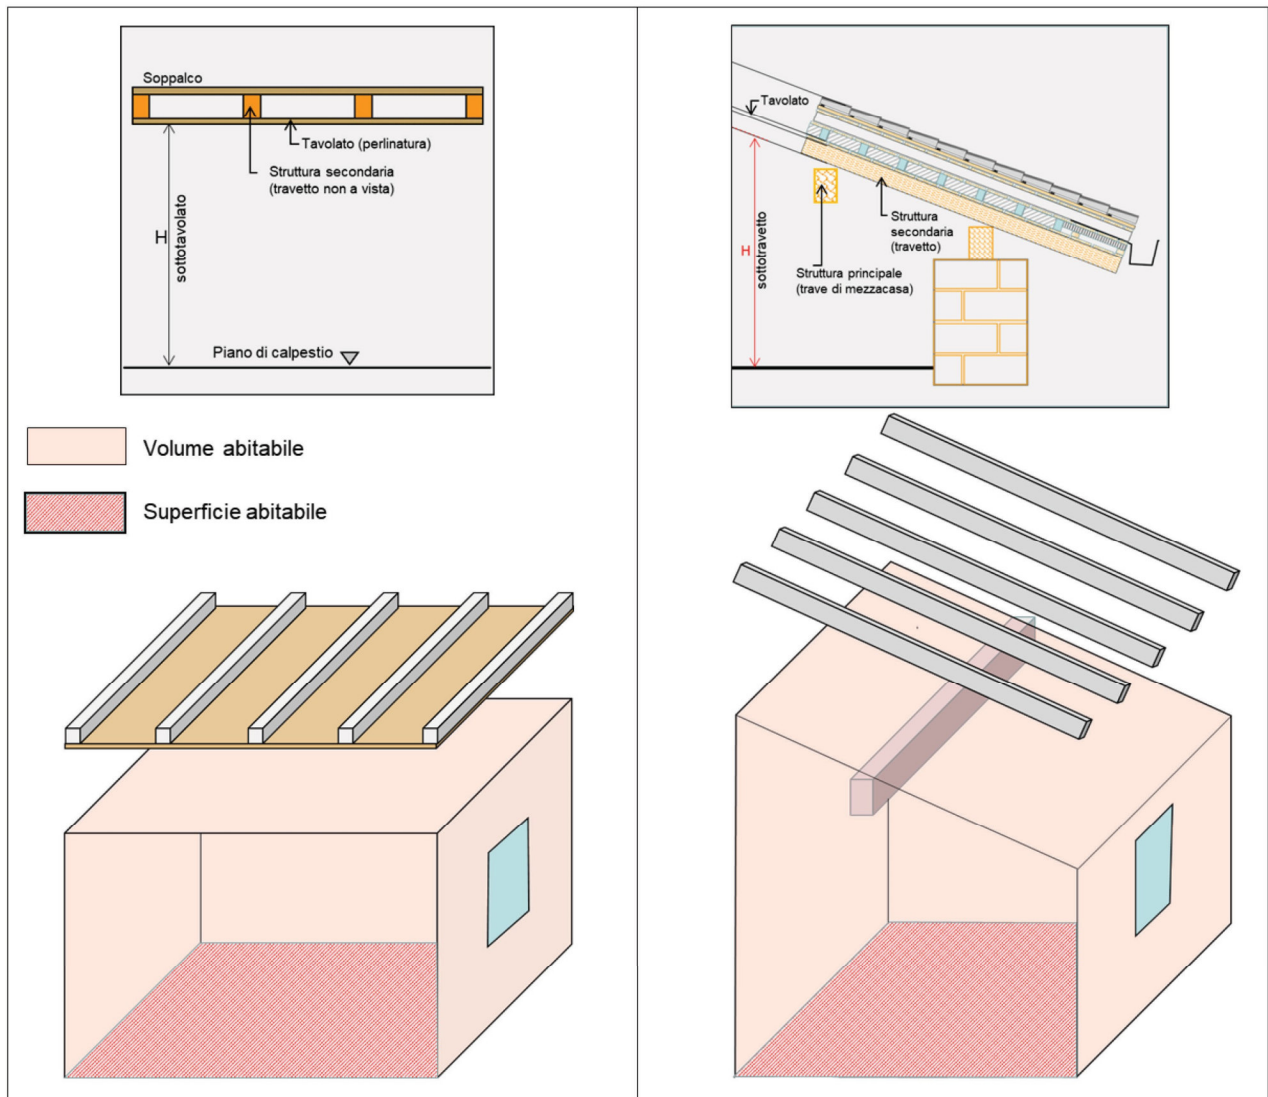 Soppalco
Tavolato (perlinatura)
Struttura secondaria
(travetto non a vista)
H
sottotavolato
Piano di calpestio
Tavolato
Struttura
secondaria
(travetto)
H
sottotravetto
Struttura principale
(trave di mezzacasa)
Volume abitabile
Superficie abitabile